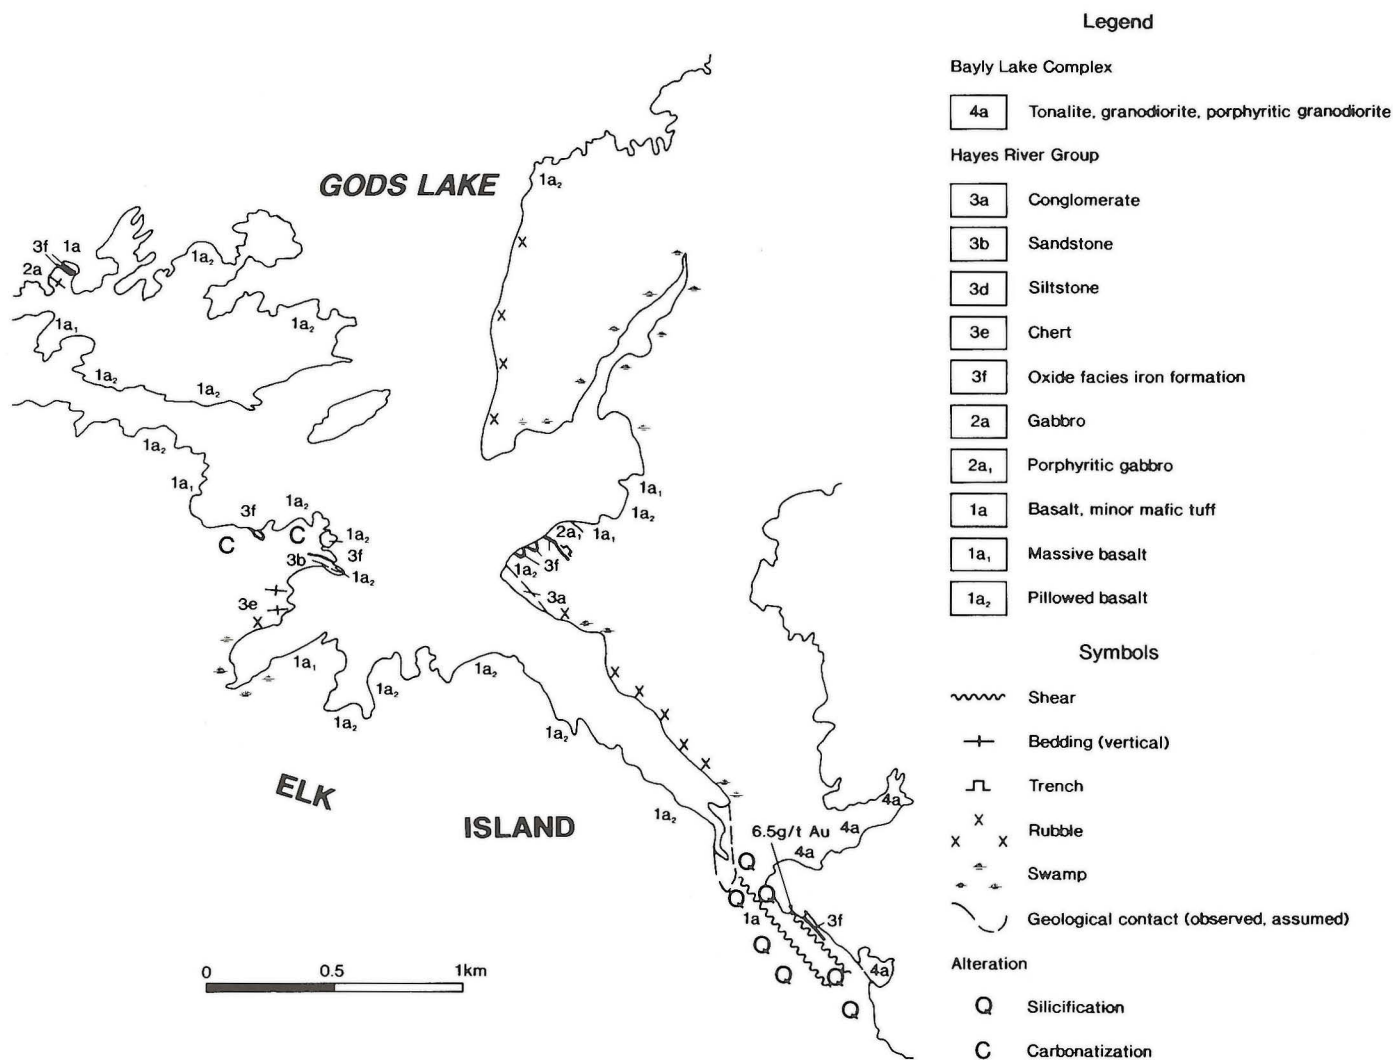 Legend
Bayly Lake Complex
4a Tonalite, granodiorite, porphyritic granodiorite
Hayes River Group
3a Conglomerate
3b Sandstone
3d Siltstone
3e Chert
3f Oxide facies iron formation
2a Gabbro
2a₁ Porphyritic gabbro
1a Basalt, minor mafic tuff
1a₁ Massive basalt
1a₂ Pillowed basalt
Symbols
Shear
Bedding (vertical)
Trench
Rubble
Swamp
Geological contact (observed, assumed)
Alteration
Q Silicification
C Carbonatization
GODS LAKE
1a₂
3f 1a
2a
1a₂
1a₁
1a₂
1a₂
1a₂
1a₂
1a₁
1a₁
1a₂
3f
1a₂
C
C
1a₂
3f
3b
1a₂
2a₁
1a₁
1a₂
3f
3e
3a
1a₁
1a₂
1a₂
1a₂
1a₂
ELK
ISLAND
1a₂
4a
4a
4a
6.5g/t Au
Q
Q
Q
1a
3f
Q
Q
Q
4a
Q
0 0.5 1km